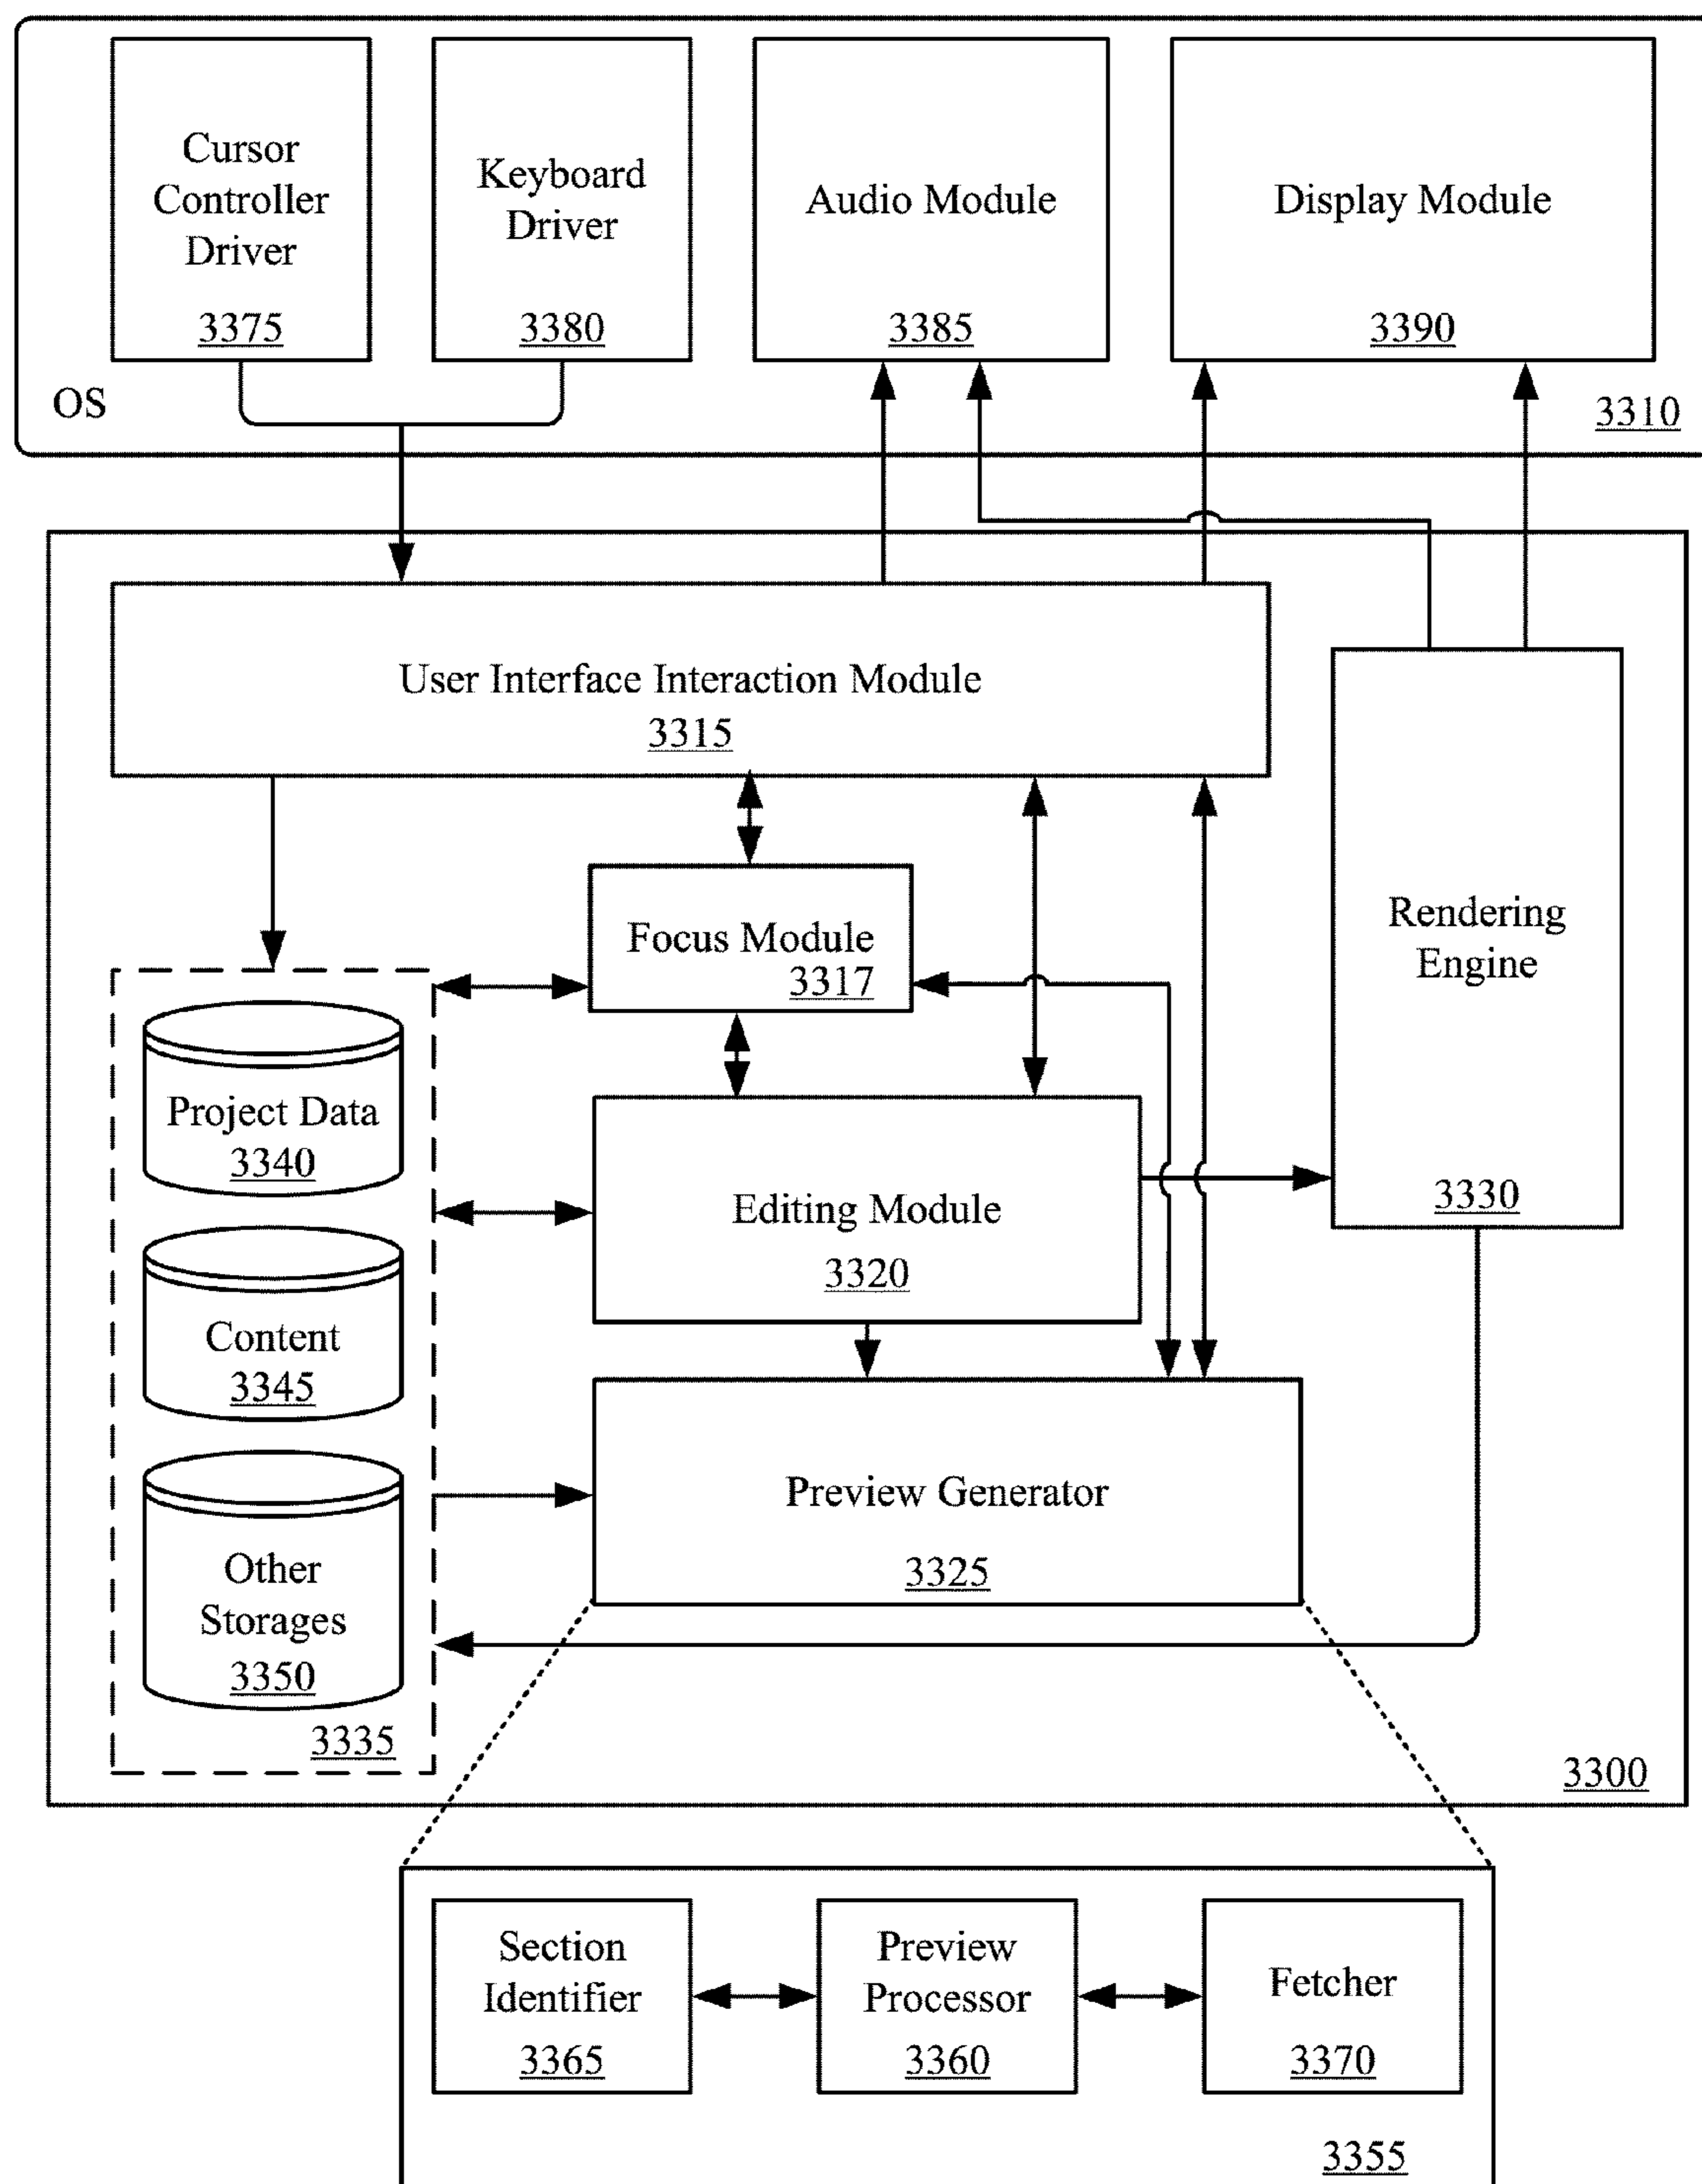 Cursor
Controller
Driver
3375
Keyboard
Driver
3380
Audio Module
3385
Display Module
3390
OS
3310
User Interface Interaction Module
3315
Focus Module
3317
Rendering
Engine
3330
Project Data
3340
Editing Module
3320
Content
3345
Preview Generator
3325
Other
Storages
3350
3335
3300
Section
Identifier
3365
Preview
Processor
3360
Fetcher
3370
3355